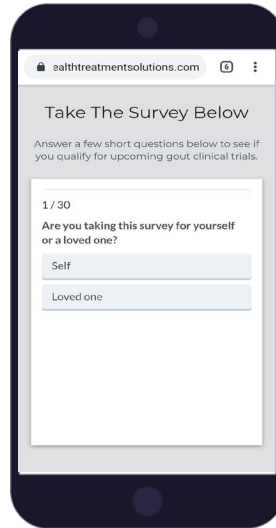 ealthtreatmentsolutions.com 6
Take The Survey Below
Answer a few short questions below to see if
you qualify for upcoming gout clinical trials.
1 / 30
Are you taking this survey for yourself
or a loved one?
Self
Loved one